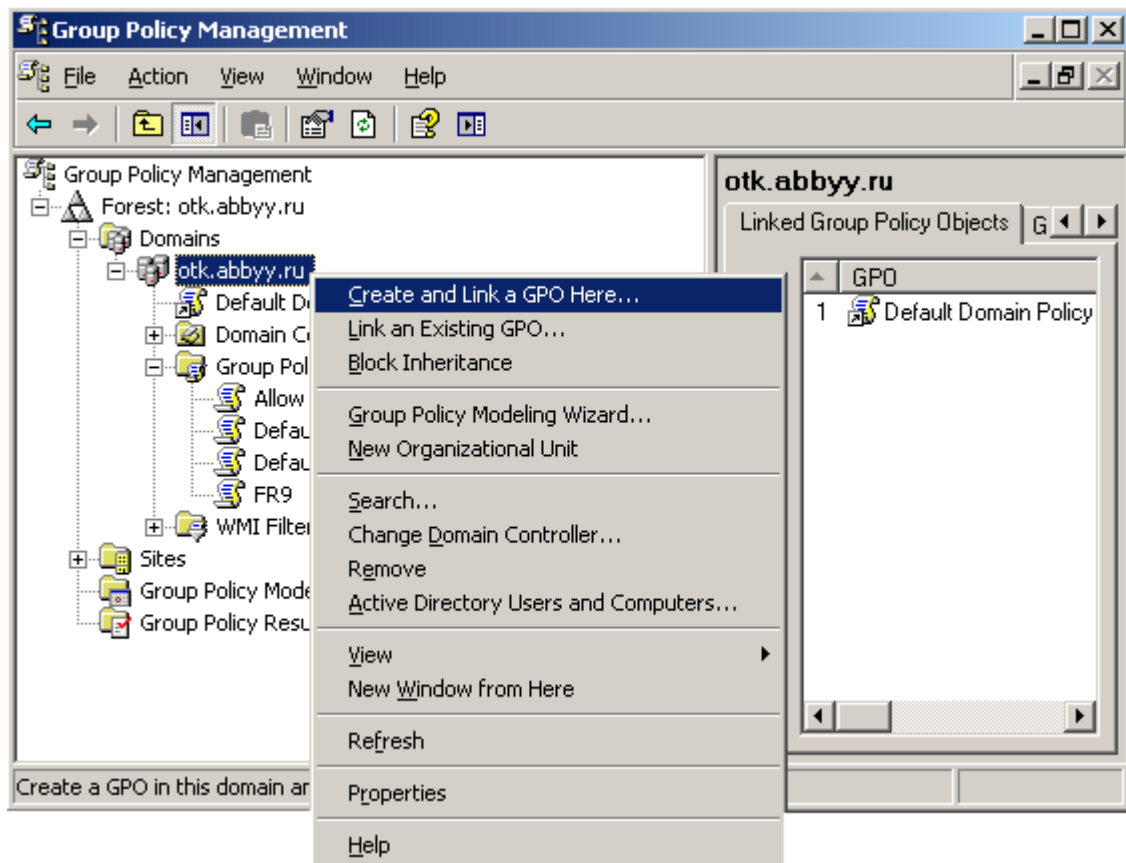 Group Policy Management
File Action View Window Help
Group Policy Management
Forest: otk.abbyy.ru
Domains
otk.abbyy.ru
Default Do
Domain Co
Group Pol
Allow
Defau
Defau
FR9
WMI Filter
Sites
Group Policy Mode
Group Policy Resu
Create and Link a GPO Here...
Link an Existing GPO...
Block Inheritance
Group Policy Modeling Wizard...
New Organizational Unit
Search...
Change Domain Controller...
Remove
Active Directory Users and Computers...
View
New Window from Here
Refresh
Properties
Help
otk.abbyy.ru
Linked Group Policy Objects G
GPO
1 Default Domain Policy
Create a GPO in this domain an